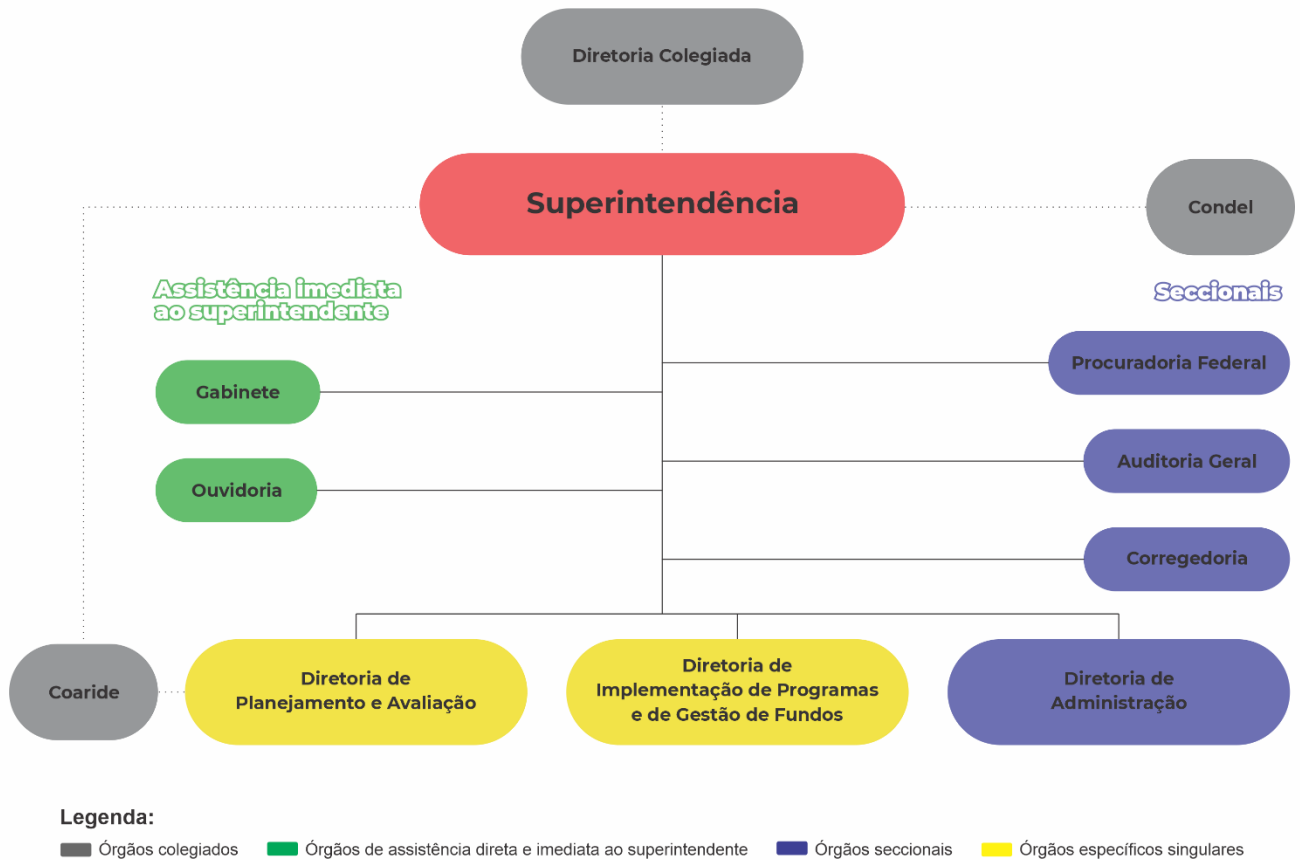 Diretoria Colegiada
Superintendência
Condel
Assistência imediata
ao superintendente
Seccionais
Procuradoria Federal
Gabinete
Auditoria Geral
Ouvidoria
Corregedoria
Coaride
Diretoria de
Planejamento e Avaliação
Diretoria de
Implementação de Programas
e de Gestão de Fundos
Diretoria de
Administração
Legenda:
Órgãos colegiados
Órgãos de assistência direta e imediata ao superintendente
Órgãos seccionais
Órgãos específicos singulares